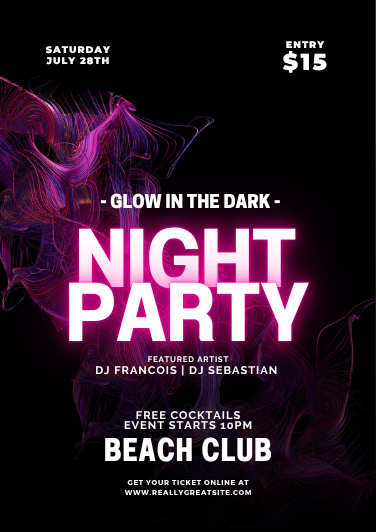 SATURDAY
JULY 28TH
ENTRY
$15
- GLOW IN THE DARK -
NIGHT
PARTY
FEATURED ARTIST
DJ FRANCOIS | DJ SEBASTIAN
FREE COCKTAILS
EVENT STARTS 10PM
BEACH CLUB
GET YOUR TICKET ONLINE AT
WWW.REALLYGREATSITE.COM